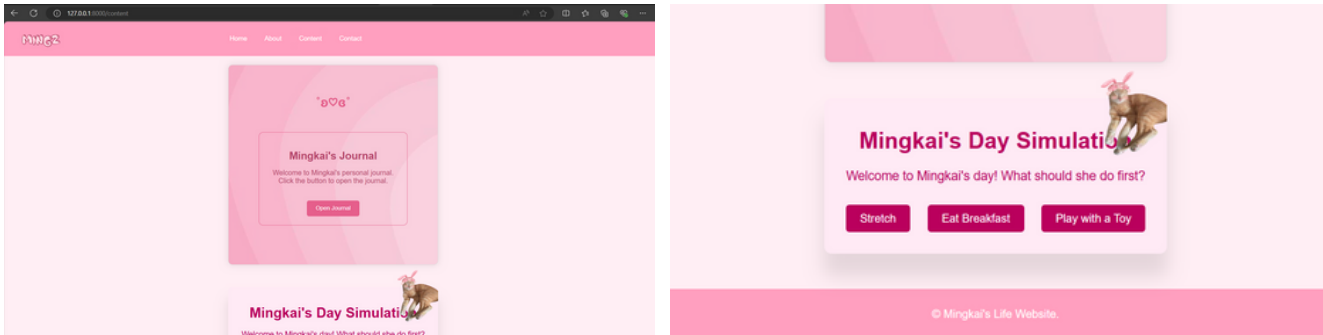 127.0.0.1:8000/content
MINGZ
Home About Content Contact
˚ʚ♡ɞ˚
Mingkai's Journal
Welcome to Mingkai's personal journal.
Click the button to open the journal.
Open Journal
Mingkai's Day Simulatio
Welcome to Mingkai's day! What should she do first?
Mingkai's Day Simulation
Welcome to Mingkai's day! What should she do first?
Stretch Eat Breakfast Play with a Toy
© Mingkai's Life Website.